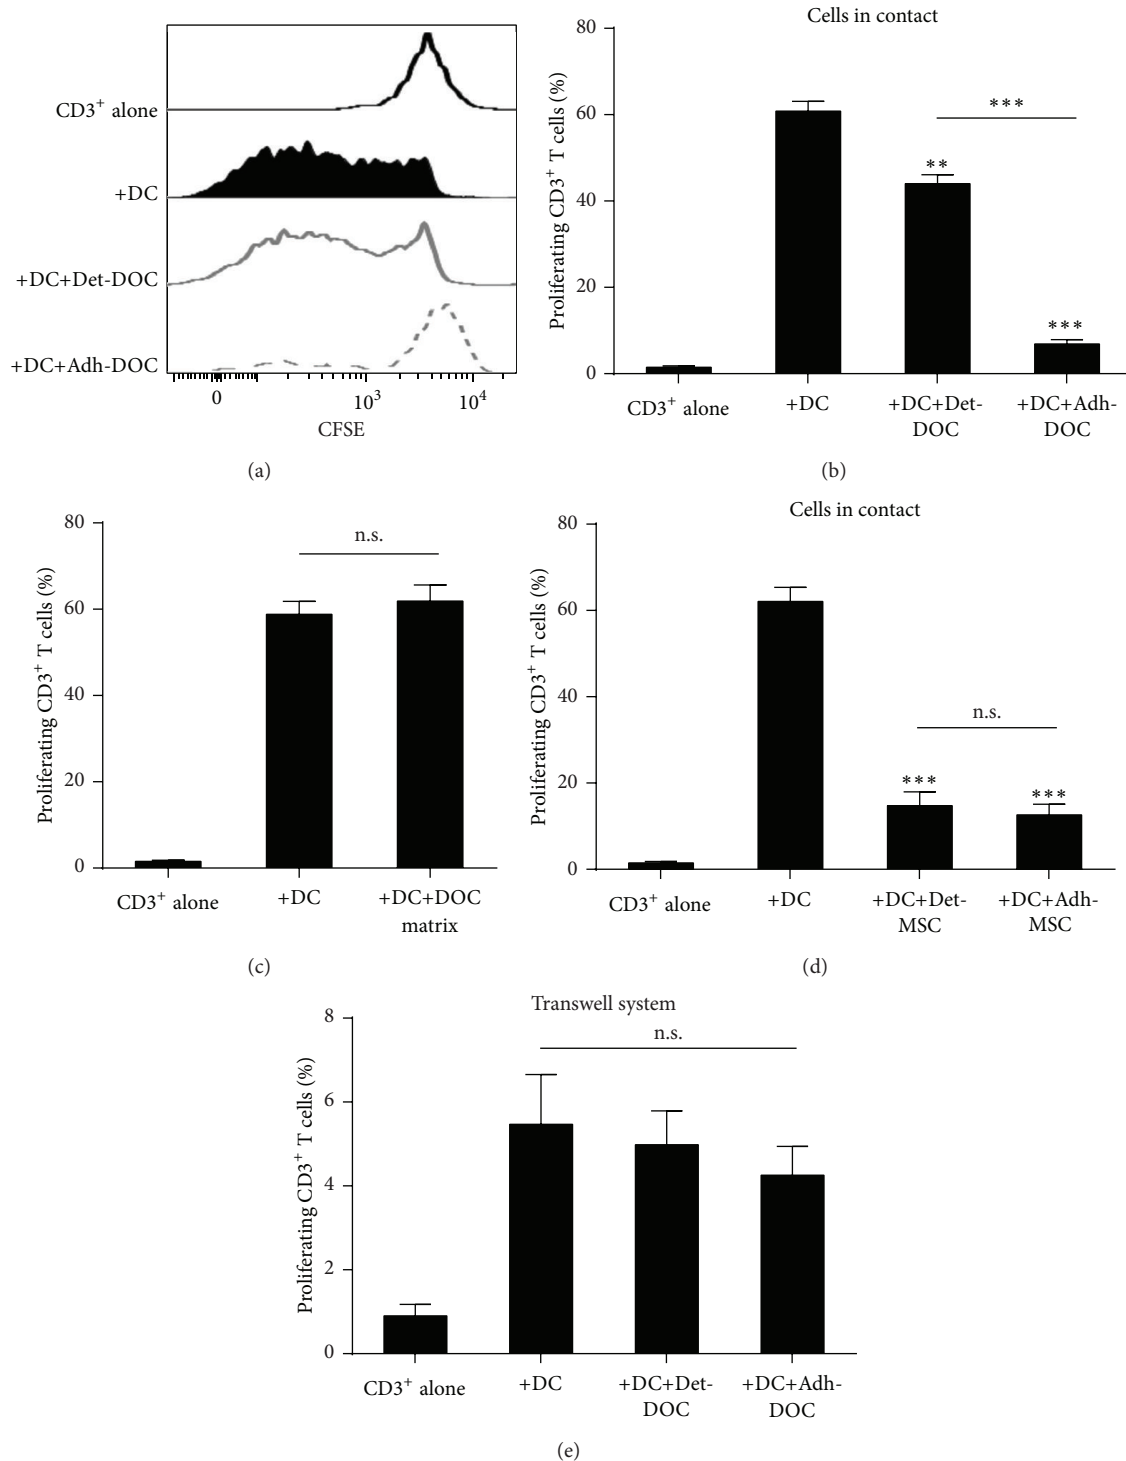 CD3⁺ alone
+DC
+DC+Det-DOC
+DC+Adh-DOC
0
10³
10⁴
CFSE
(a)
Cells in contact
Proliferating CD3⁺ T cells (%)
80
60
40
20
0
***
**
***
CD3⁺ alone
+DC
+DC+Det-
DOC
+DC+Adh-
DOC
(b)
Proliferating CD3⁺ T cells (%)
80
60
40
20
0
n.s.
CD3⁺ alone
+DC
+DC+DOC
matrix
(c)
Cells in contact
Proliferating CD3⁺ T cells (%)
80
60
40
20
0
n.s.
***
***
CD3⁺ alone
+DC
+DC+Det-
MSC
+DC+Adh-
MSC
(d)
Transwell system
Proliferating CD3⁺ T cells (%)
8
6
4
2
0
n.s.
CD3⁺ alone
+DC
+DC+Det-
DOC
+DC+Adh-
DOC
(e)